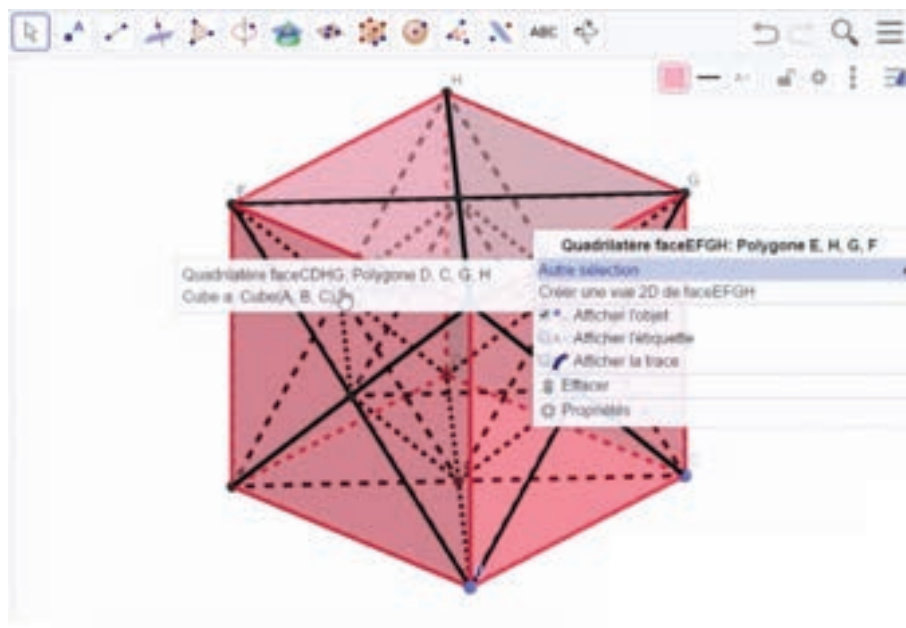 ABC
H
G
Quadrilatère faceEFGH: Polygone E, H, G, F
Autre sélection
Quadrilatère faceCDHG: Polygone D, C, G, H
Cube a: Cube(A, B, C)
Créer une vue 2D de faceEFGH
Afficher l'objet
Afficher l'étiquette
Afficher la trace
Effacer
Propriétés